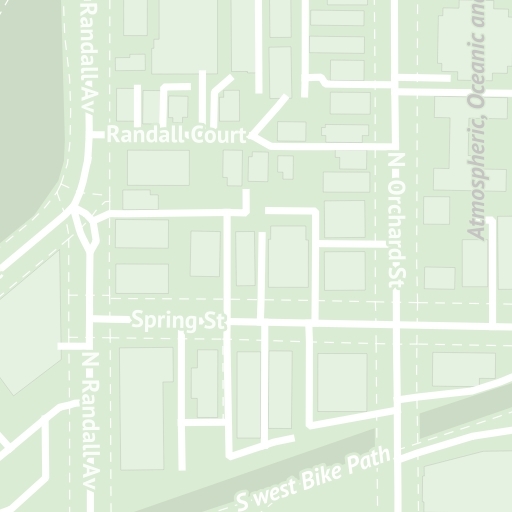 N Randall Av
Atmospheric, Oceanic and
Randall Court
N Orchard St
Spring St
N Randall Av
S west Bike Path